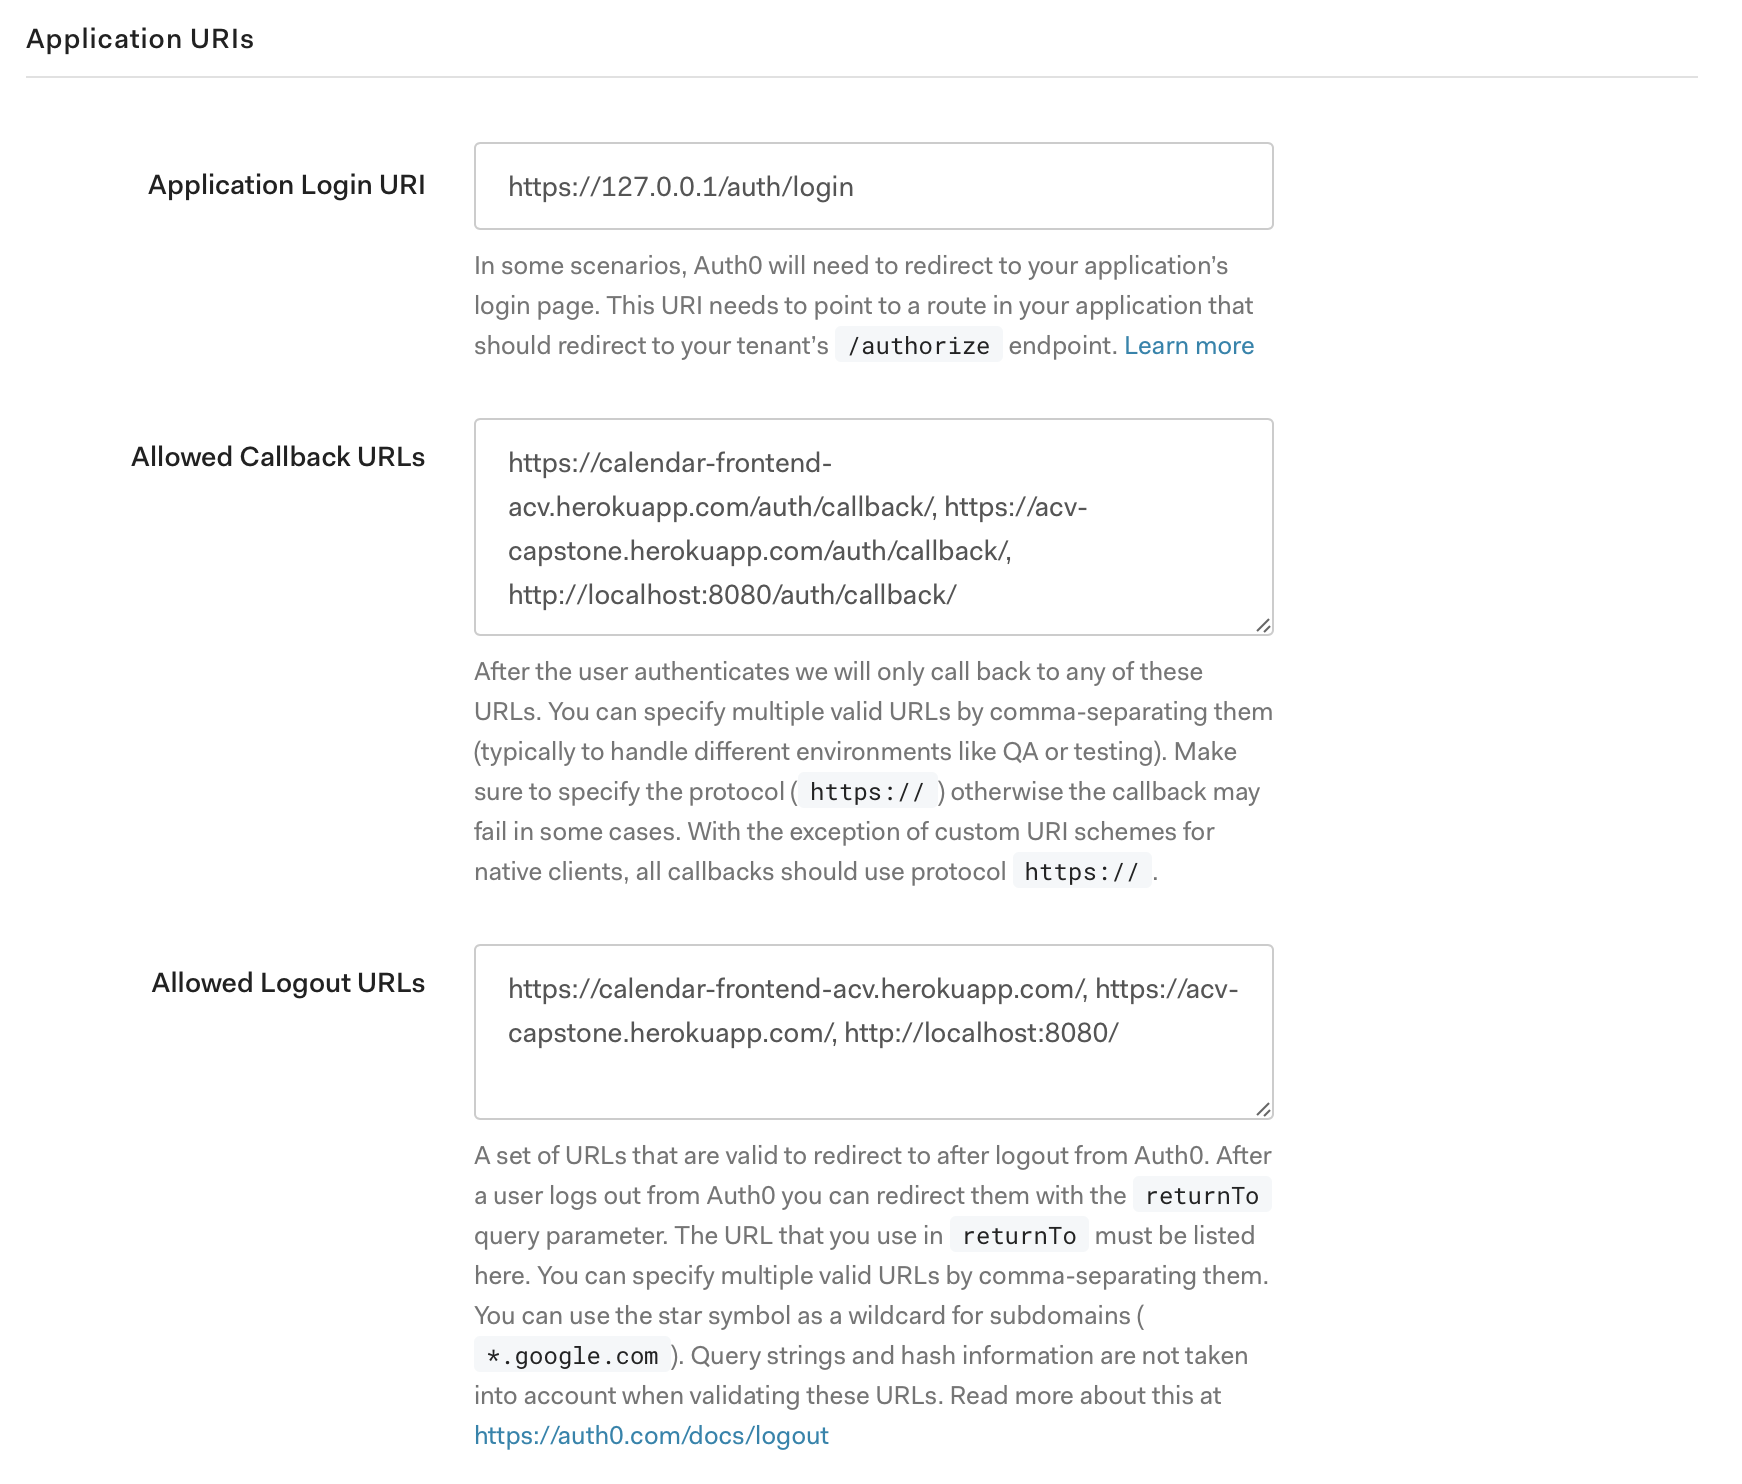 Application URIs
Application Login URI
https://127.0.0.1/auth/login
In some scenarios, Auth0 will need to redirect to your application’s
login page. This URI needs to point to a route in your application that
should redirect to your tenant’s /authorize endpoint. Learn more
Allowed Callback URLs
https://calendar-frontend-
acv.herokuapp.com/auth/callback/, https://acv-
capstone.herokuapp.com/auth/callback/,
http://localhost:8080/auth/callback/
After the user authenticates we will only call back to any of these
URLs. You can specify multiple valid URLs by comma-separating them
(typically to handle different environments like QA or testing). Make
sure to specify the protocol ( https:// ) otherwise the callback may
fail in some cases. With the exception of custom URI schemes for
native clients, all callbacks should use protocol https:// .
Allowed Logout URLs
https://calendar-frontend-acv.herokuapp.com/, https://acv-
capstone.herokuapp.com/, http://localhost:8080/
A set of URLs that are valid to redirect to after logout from Auth0. After
a user logs out from Auth0 you can redirect them with the returnTo
query parameter. The URL that you use in returnTo must be listed
here. You can specify multiple valid URLs by comma-separating them.
You can use the star symbol as a wildcard for subdomains (
*.google.com ). Query strings and hash information are not taken
into account when validating these URLs. Read more about this at
https://auth0.com/docs/logout